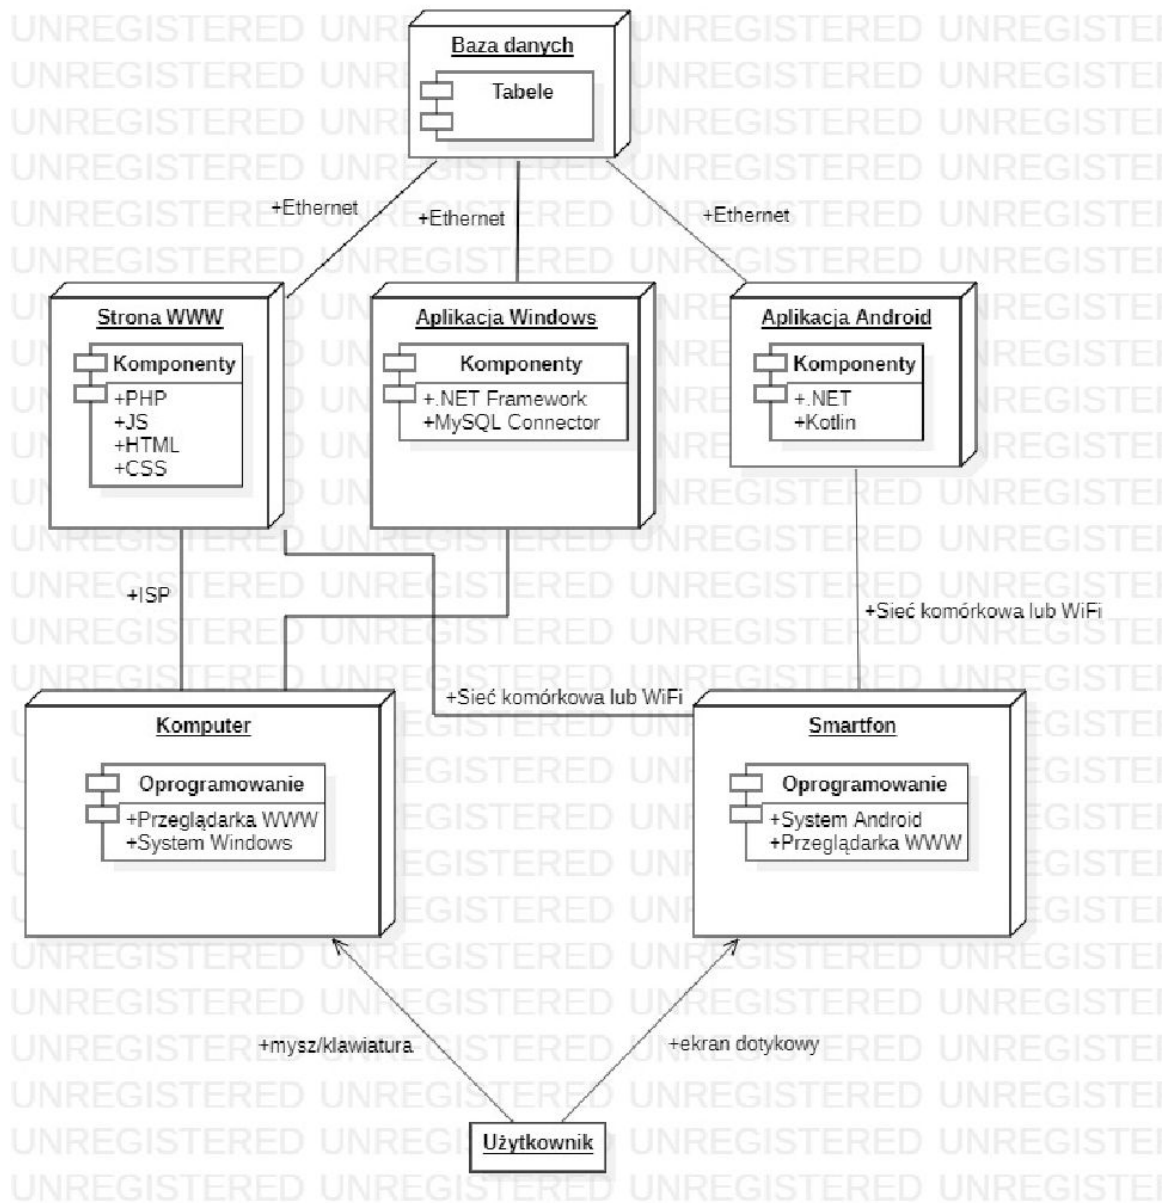 Baza danych
Tabele
+Ethernet
+Ethernet
+Ethernet
Strona WWW
Komponenty
+PHP
+JS
+HTML
+CSS
Aplikacja Windows
Komponenty
+.NET Framework
+MySQL Connector
Aplikacja Android
Komponenty
+.NET
+Kotlin
+ISP
+Sieć komórkowa lub WiFi
+Sieć komórkowa lub WiFi
Komputer
Oprogramowanie
+Przeglądarka WWW
+System Windows
Smartfon
Oprogramowanie
+System Android
+Przeglądarka WWW
+mysz/klawiatura
+ekran dotykowy
Użytkownik
UNREGISTERED